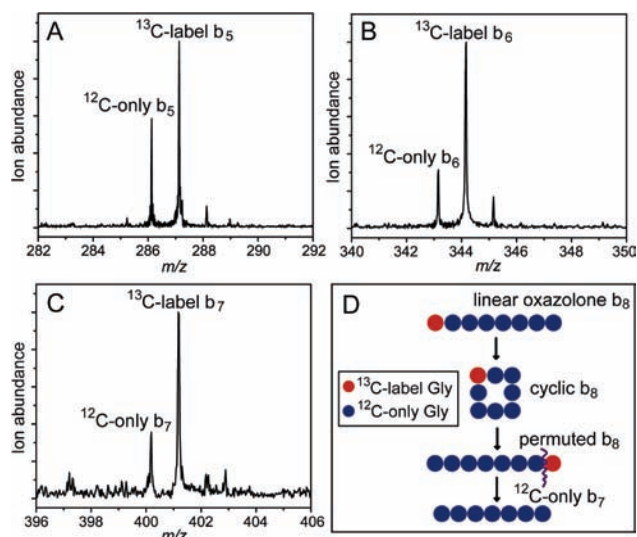 A
¹³C-label b₅
¹²C-only b₅
Ion abundance
282 284 286 288 290 292
m/z
B
¹³C-label b₆
¹²C-only b₆
Ion abundance
340 342 344 346 348 350
m/z
C
¹³C-label b₇
¹²C-only b₇
Ion abundance
396 398 400 402 404 406
m/z
D
linear oxazolone b₈
¹³C-label Gly
¹²C-only Gly
cyclic b₈
permuted b₈
¹²C-only b₇